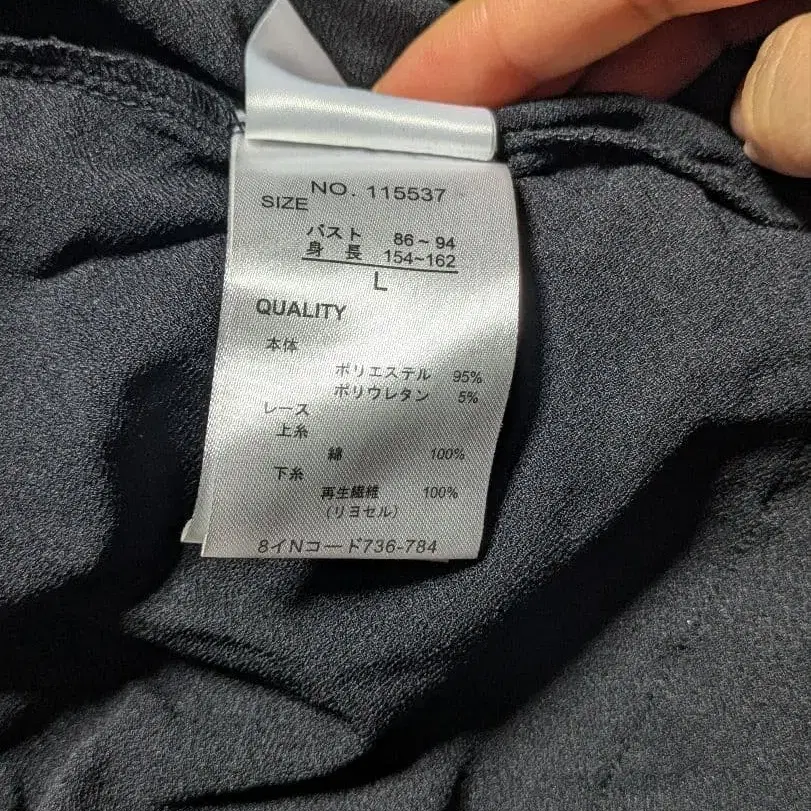 NO. 115537
SIZE
バスト 86~94
身長 154~162
L
QUALITY
本体
ポリエステル 95%
ポリウレタン 5%
レース
上糸
綿 100%
下糸
再生繊維 100%
(リヨセル)
8イNコード736-784